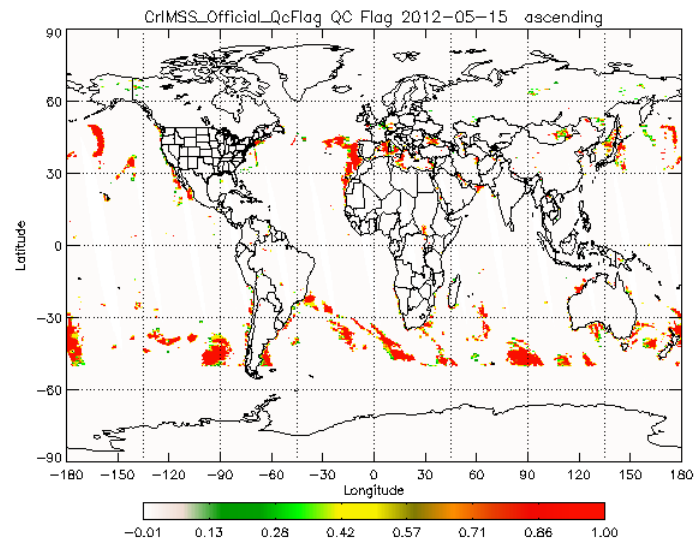 CrIMSS_Official_QcFlag QC Flag 2012-05-15 ascending
90
60
30
0
-30
-60
-90
Latitude
-180 -150 -120 -90 -60 -30 0 30 60 90 120 150 180
Longitude
-0.01 0.13 0.28 0.42 0.57 0.71 0.86 1.00